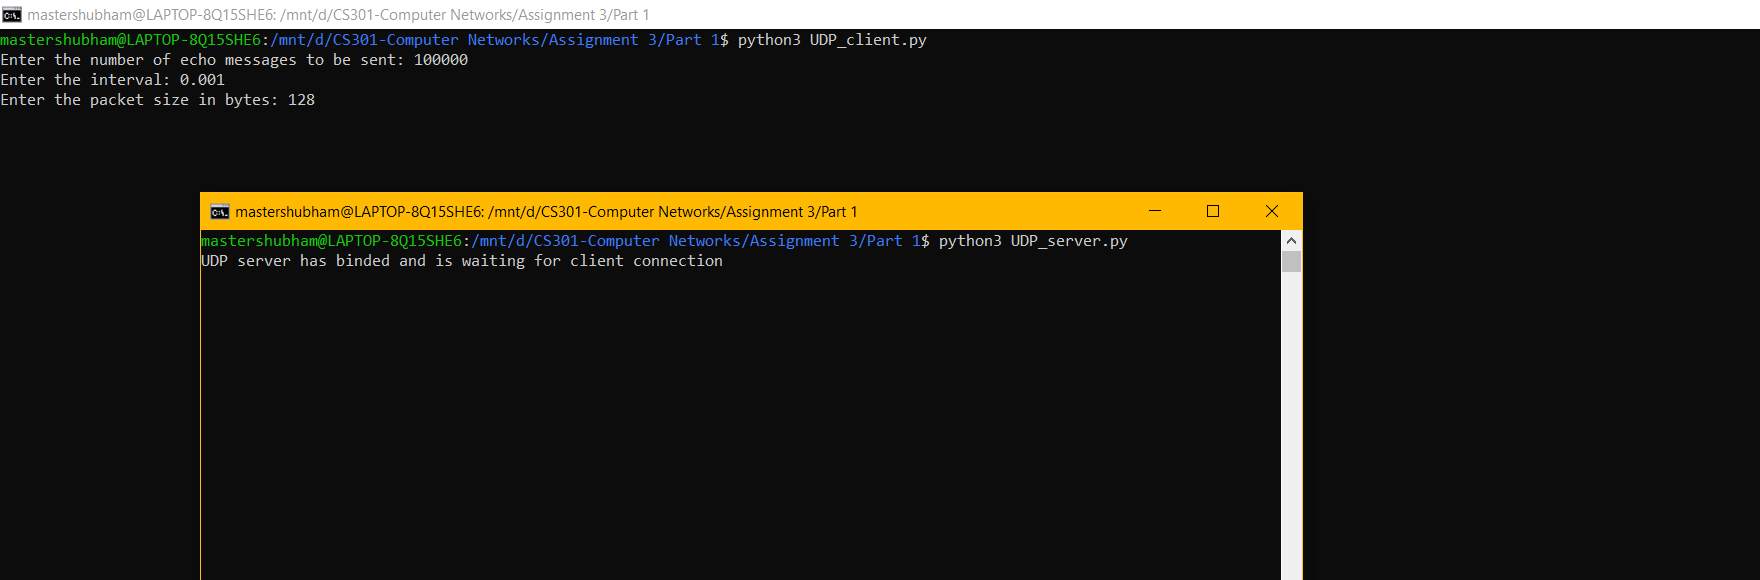 mastershubham@LAPTOP-8Q15SHE6: /mnt/d/CS301-Computer Networks/Assignment 3/Part 1
mastershubham@LAPTOP-8Q15SHE6:/mnt/d/CS301-Computer Networks/Assignment 3/Part 1$ python3 UDP_client.py
Enter the number of echo messages to be sent: 100000
Enter the interval: 0.001
Enter the packet size in bytes: 128
mastershubham@LAPTOP-8Q15SHE6: /mnt/d/CS301-Computer Networks/Assignment 3/Part 1
mastershubham@LAPTOP-8Q15SHE6:/mnt/d/CS301-Computer Networks/Assignment 3/Part 1$ python3 UDP_server.py
UDP server has binded and is waiting for client connection